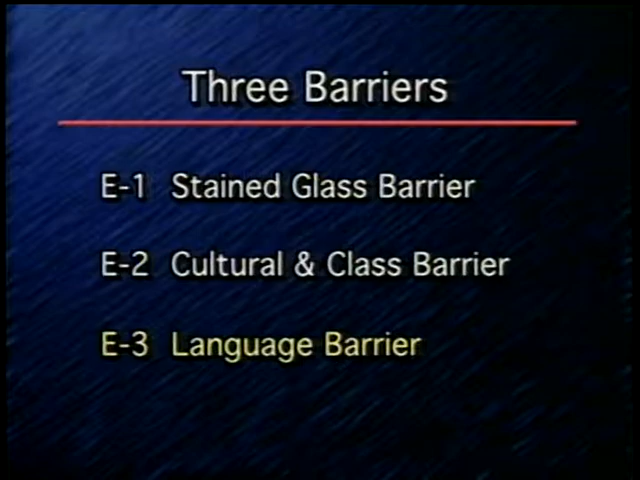 Three Barriers
E-1 Stained Glass Barrier
E-2 Cultural & Class Barrier
E-3 Language Barrier